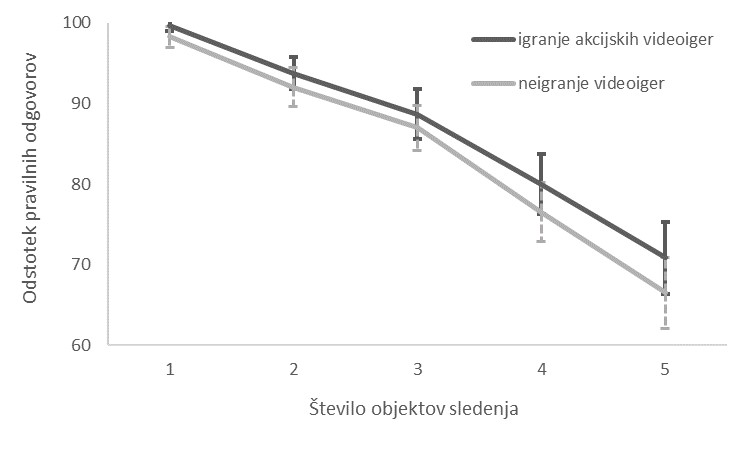 100
90
80
70
60
Odstotek pravilnih odgovorov
igranje akcijskih videoiger
neigranje videoiger
1 2 3 4 5
Število objektov sledenja